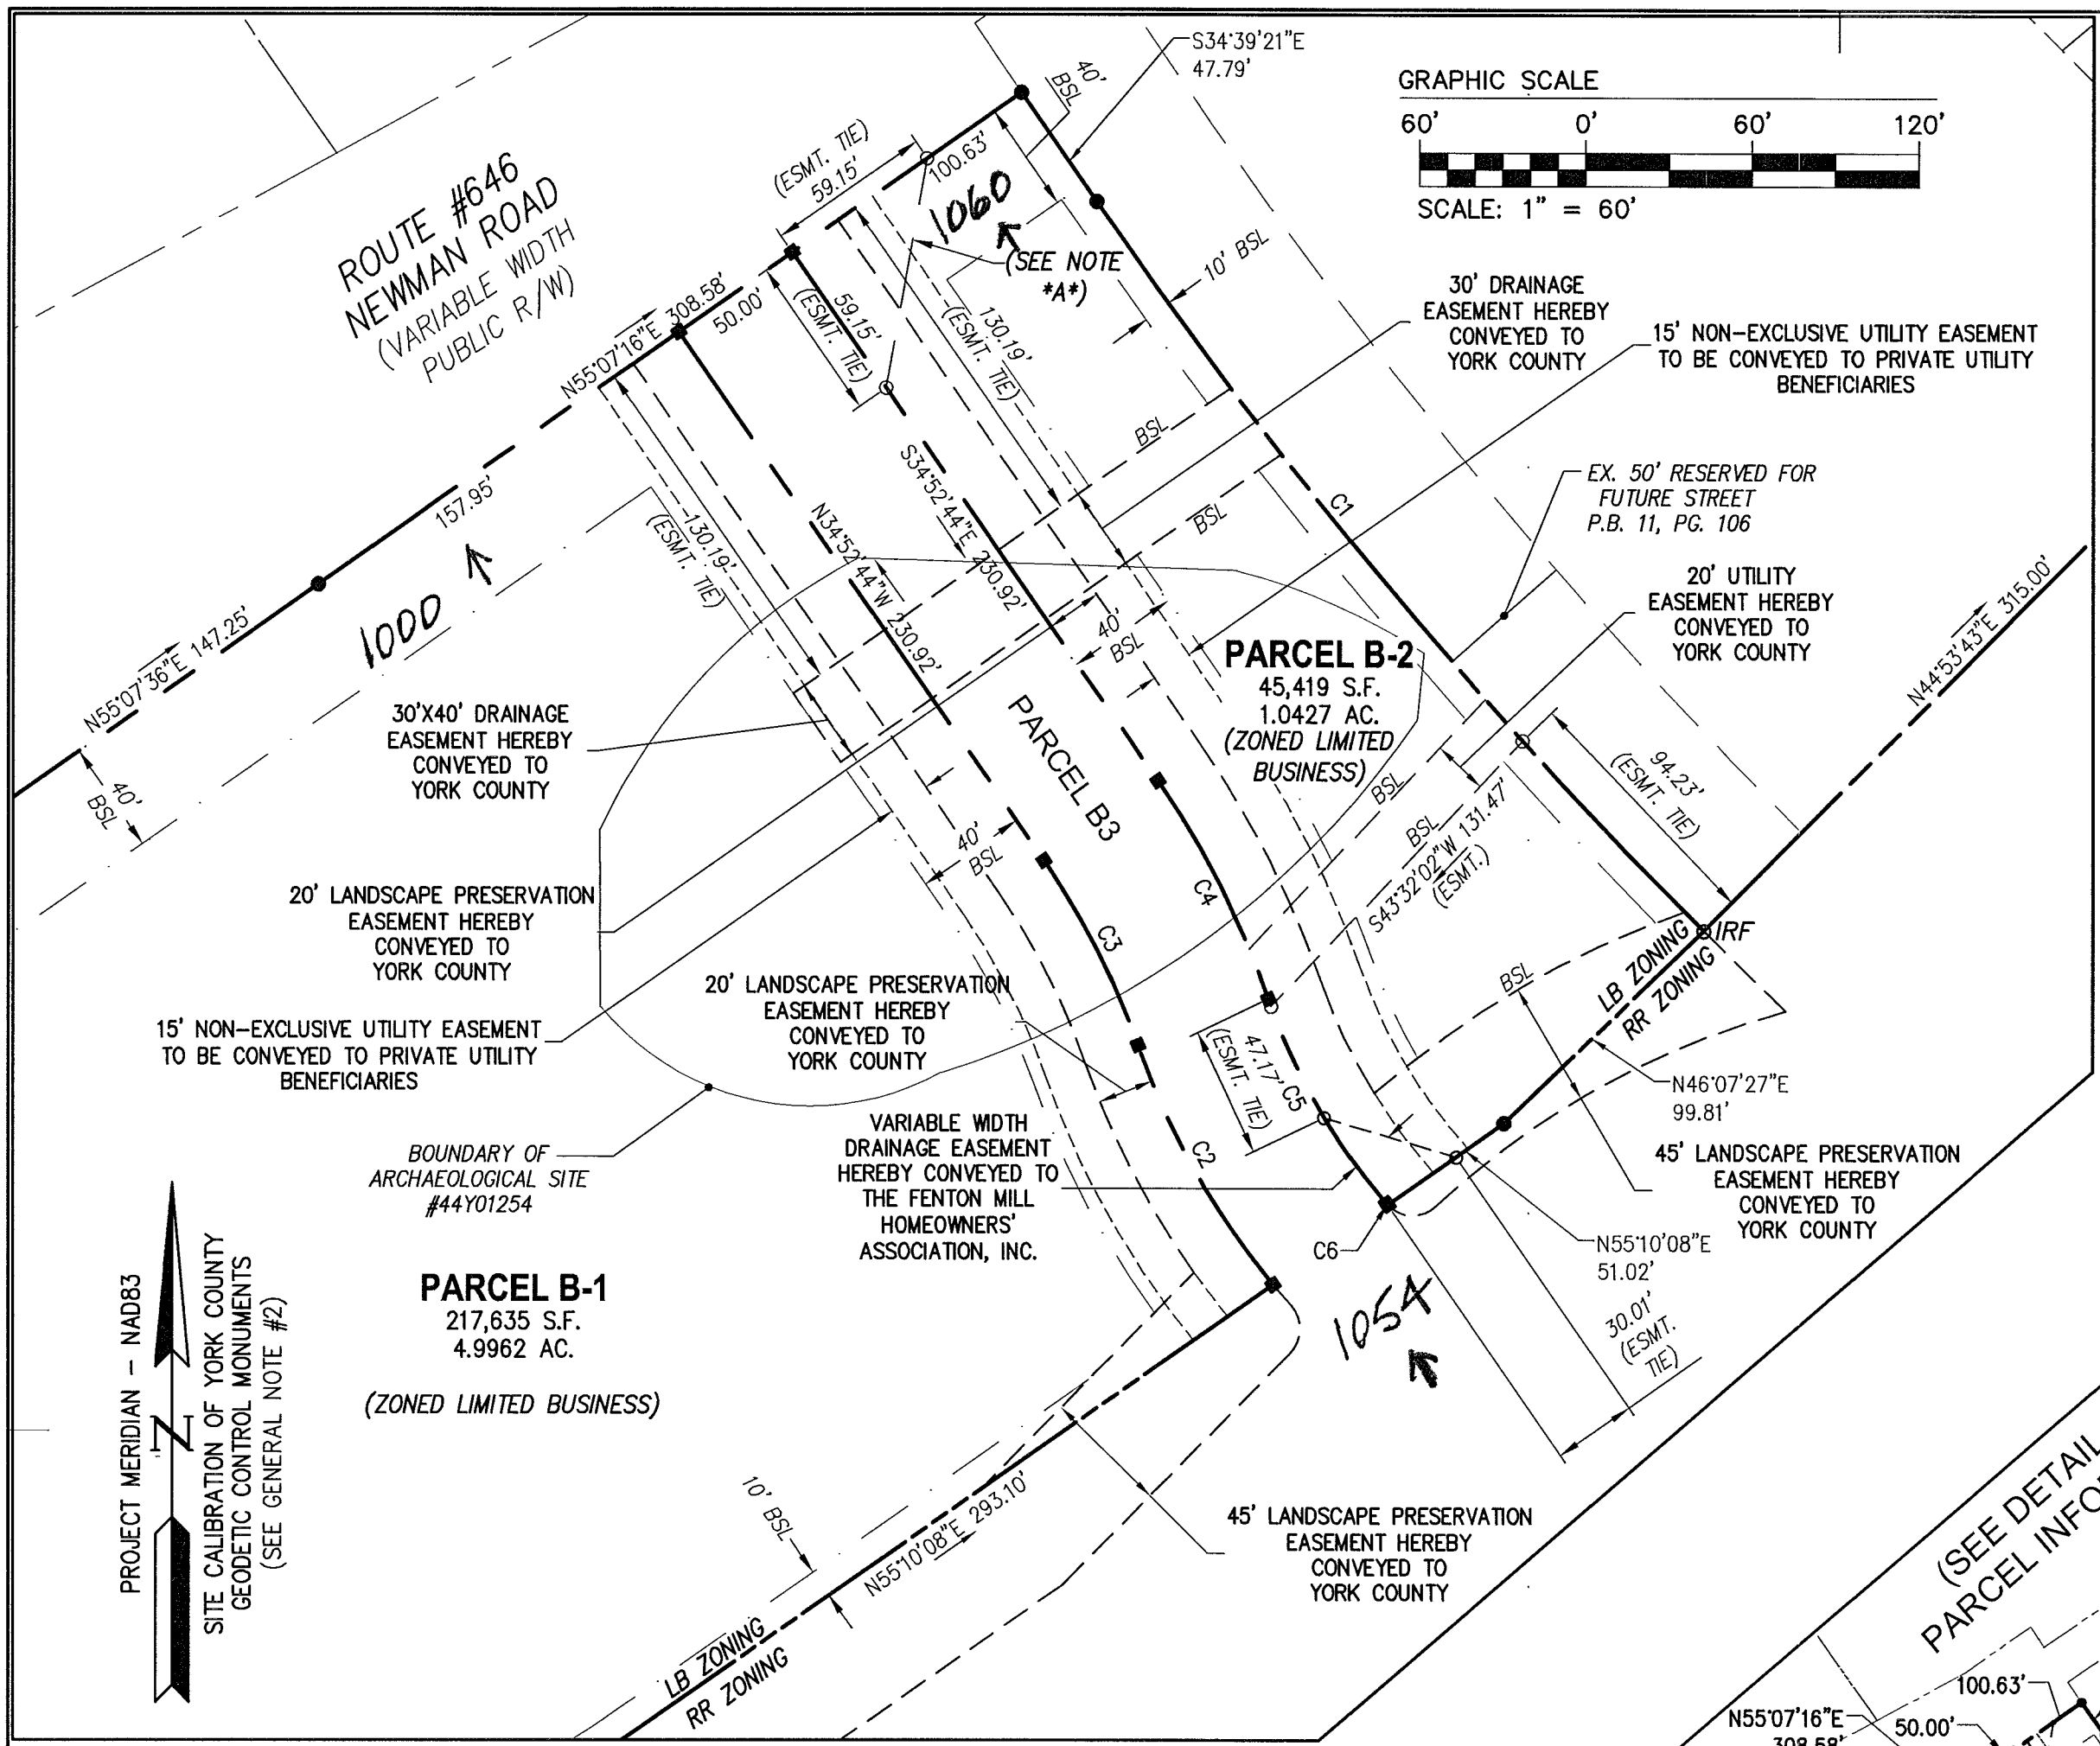 S34°39'21"E
47.79'
40'
BSL
GRAPHIC SCALE
60' 0' 60' 120'
SCALE: 1" = 60'
ROUTE #646
NEWMAN ROAD
(VARIABLE WIDTH
PUBLIC R/W)
(ESMT. TIE)
59.15'
100.63'
1060
(SEE NOTE
*A*)
10' BSL
N55°07'16"E 308.58'
50.00'
59.15'
(ESMT. TIE)
130.19'
(ESMT. TIE)
30' DRAINAGE
EASEMENT HEREBY
CONVEYED TO
YORK COUNTY
15' NON-EXCLUSIVE UTILITY EASEMENT
TO BE CONVEYED TO PRIVATE UTILITY
BENEFICIARIES
BSL
BSL
C1
EX. 50' RESERVED FOR
FUTURE STREET
P.B. 11, PG. 106
20' UTILITY
EASEMENT HEREBY
CONVEYED TO
YORK COUNTY
N44°53'43"E 315.00'
157.95'
1000
N55°07'36"E 147.25'
40'
BSL
130.19'
(ESMT. TIE)
S34°52'44"E 230.92'
N34°52'44"W 230.92'
40'
BSL
PARCEL B-2
45,419 S.F.
1.0427 AC.
(ZONED LIMITED
BUSINESS)
PARCEL B3
30'X40' DRAINAGE
EASEMENT HEREBY
CONVEYED TO
YORK COUNTY
40'
BSL
C4
C3
BSL
BSL
S43°32'02"W 131.47'
(ESMT.)
94.23'
(ESMT. TIE)
IRF
LB ZONING
RR ZONING
BSL
20' LANDSCAPE PRESERVATION
EASEMENT HEREBY
CONVEYED TO
YORK COUNTY
20' LANDSCAPE PRESERVATION
EASEMENT HEREBY
CONVEYED TO
YORK COUNTY
15' NON-EXCLUSIVE UTILITY EASEMENT
TO BE CONVEYED TO PRIVATE UTILITY
BENEFICIARIES
47.17'
(ESMT. TIE)
C5
C2
N46°07'27"E
99.81'
BOUNDARY OF
ARCHAEOLOGICAL SITE
#44YO1254
VARIABLE WIDTH
DRAINAGE EASEMENT
HEREBY CONVEYED TO
THE FENTON MILL
HOMEOWNERS'
ASSOCIATION, INC.
45' LANDSCAPE PRESERVATION
EASEMENT HEREBY
CONVEYED TO
YORK COUNTY
C6
N55°10'08"E
51.02'
30.01'
(ESMT.
TIE)
1054
PARCEL B-1
217,635 S.F.
4.9962 AC.
(ZONED LIMITED BUSINESS)
PROJECT MERIDIAN - NAD83
N
SITE CALIBRATION OF YORK COUNTY
GEODETIC CONTROL MONUMENTS
(SEE GENERAL NOTE #2)
10' BSL
N55°10'08"E 293.10'
45' LANDSCAPE PRESERVATION
EASEMENT HEREBY
CONVEYED TO
YORK COUNTY
LB ZONING
RR ZONING
(SEE DETAIL
PARCEL
100.63'
N55°07'16"E
308.58'
50.00'